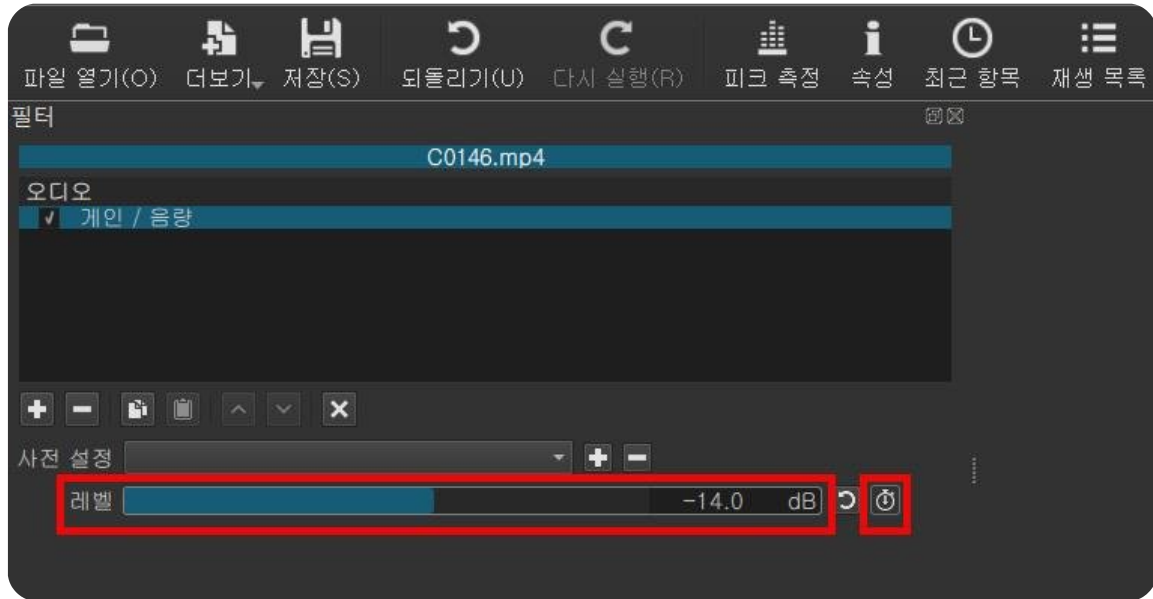 파일 열기(O) 더보기 저장(S) 되돌리기(U) 다시 실행(R) 피크 측정 속성 최근 항목 재생 목록
필터
C0146.mp4
오디오
게인 / 음량
사전 설정
레벨 -14.0 dB